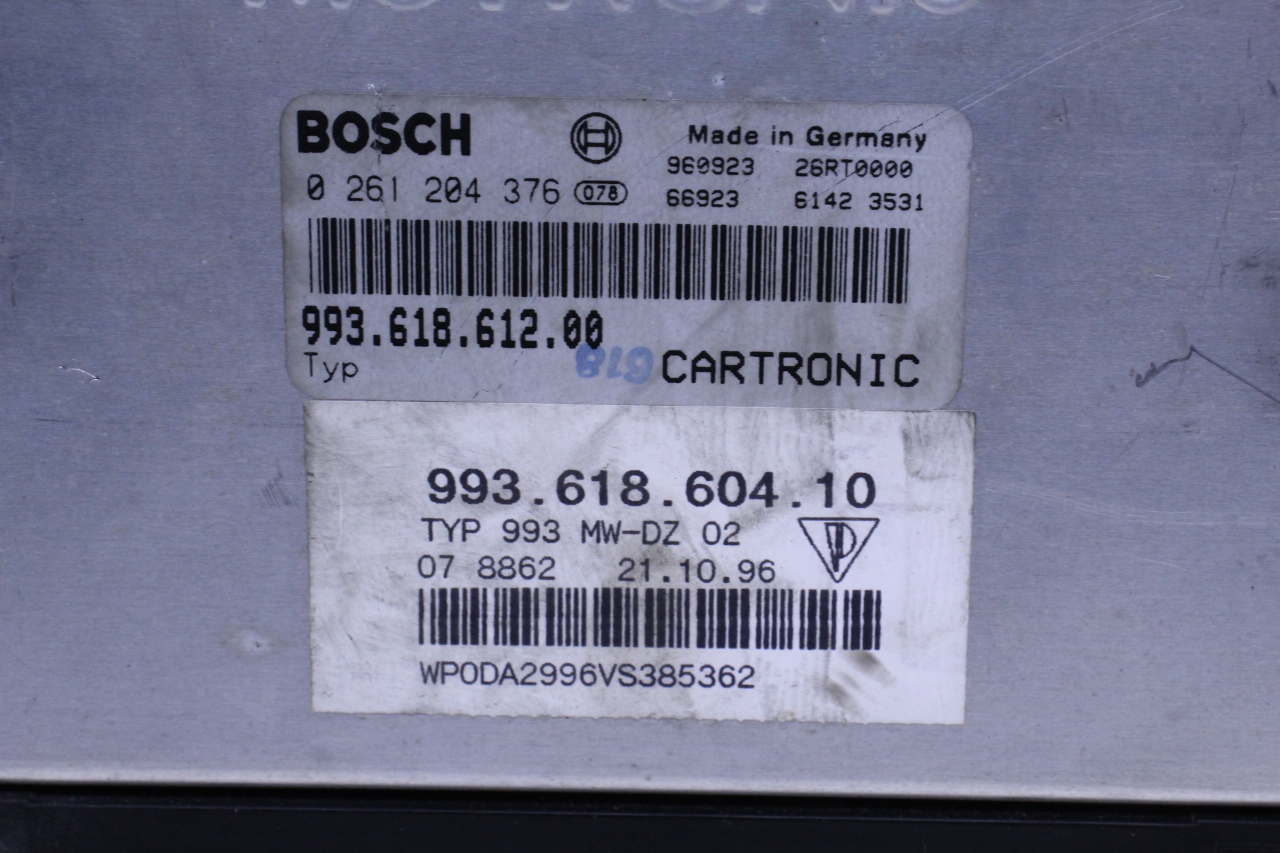 MOTRONIC
BOSCH Made in Germany
960923 26RT0000
0 261 204 376 078 66923 6142 3531
993.618.612.00
Typ 618 CARTRONIC
993.618.604.10
TYP 993 MW-DZ 02
07 8862 21.10.96
WP0DA2996VS385362